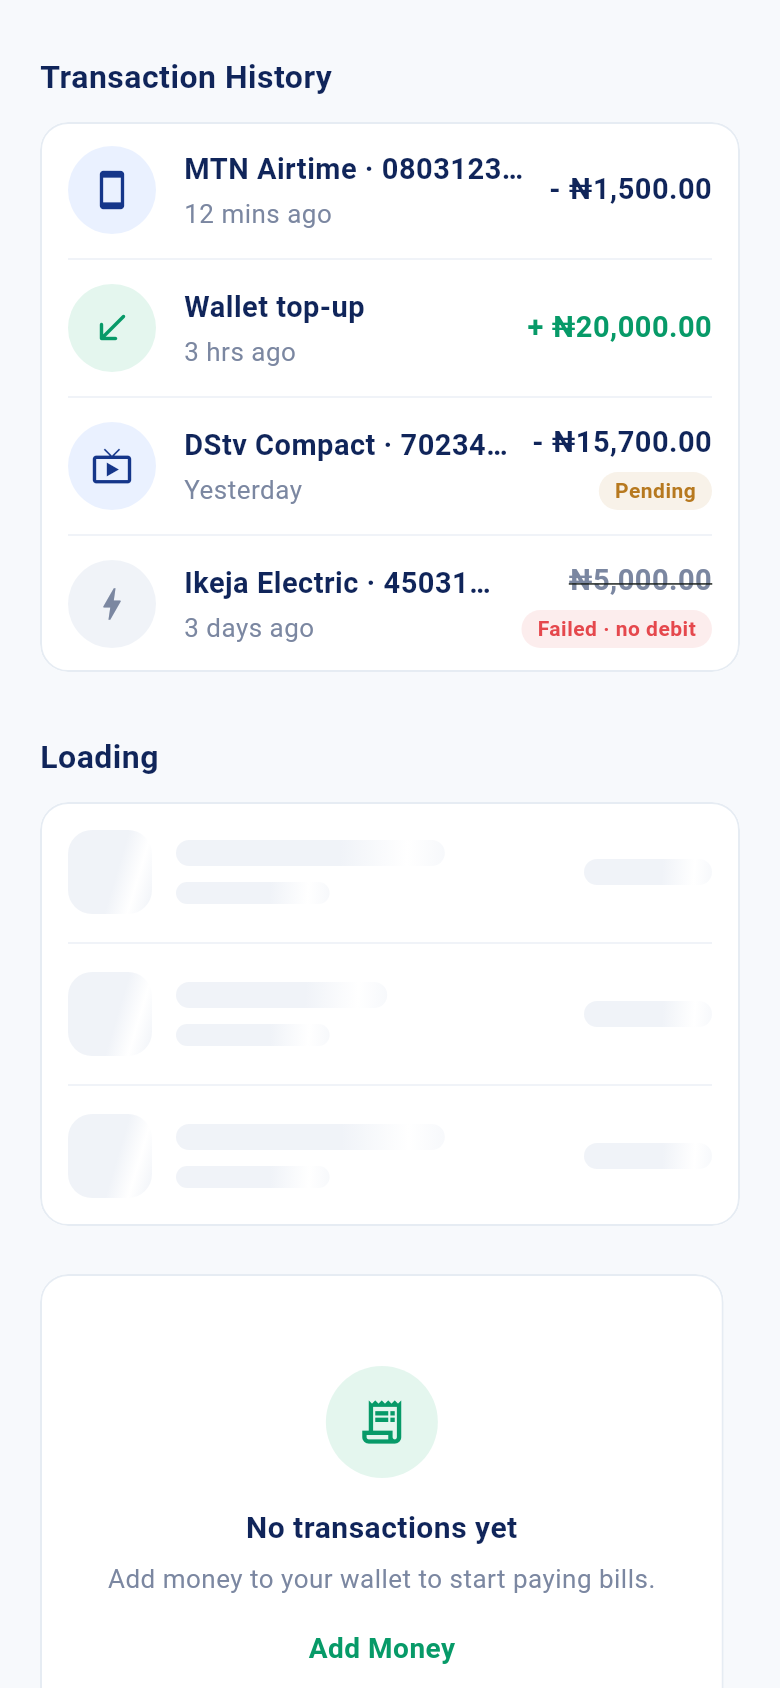 Transaction History
MTN Airtime · 0803123…
- ₦1,500.00
12 mins ago
Wallet top-up
+ ₦20,000.00
3 hrs ago
DStv Compact · 70234…
- ₦15,700.00
Yesterday
Pending
Ikeja Electric · 45031…
₦5,000.00
3 days ago
Failed · no debit
Loading
No transactions yet
Add money to your wallet to start paying bills.
Add Money